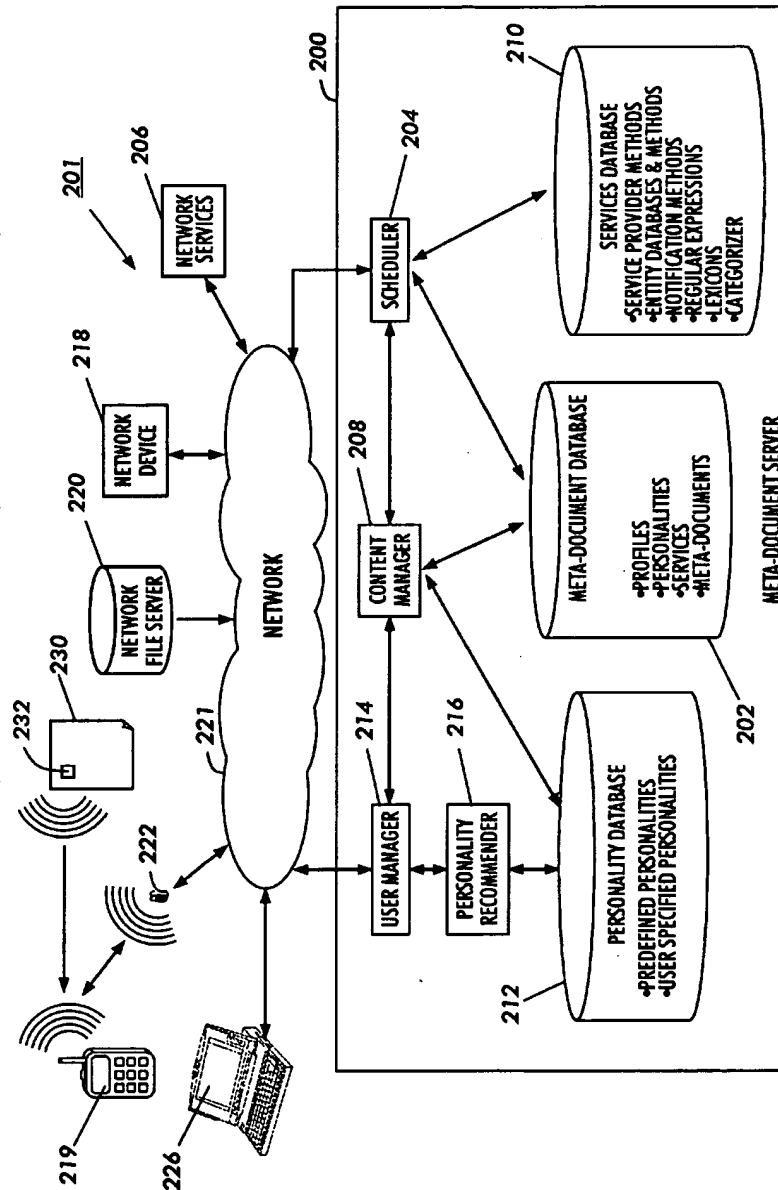 201
206
NETWORK
SERVICES
218
NETWORK
DEVICE
220
NETWORK
FILE SERVER
230
232
222
219
226
221
NETWORK
200
204
SCHEDULER
208
CONTENT
MANAGER
214
USER MANAGER
216
PERSONALITY
RECOMMENDER
210
SERVICES DATABASE
•SERVICE PROVIDER METHODS
•ENTITY DATABASES & METHODS
•NOTIFICATION METHODS
•REGULAR EXPRESSIONS
•LEXICONS
•CATEGORIZER
META-DOCUMENT DATABASE
•PROFILES
•PERSONALITIES
•SERVICES
•META-DOCUMENTS
202
212
PERSONALITY DATABASE
•PREDEFINED PERSONALITIES
•USER SPECIFIED PERSONALITIES
META-DOCUMENT SERVER